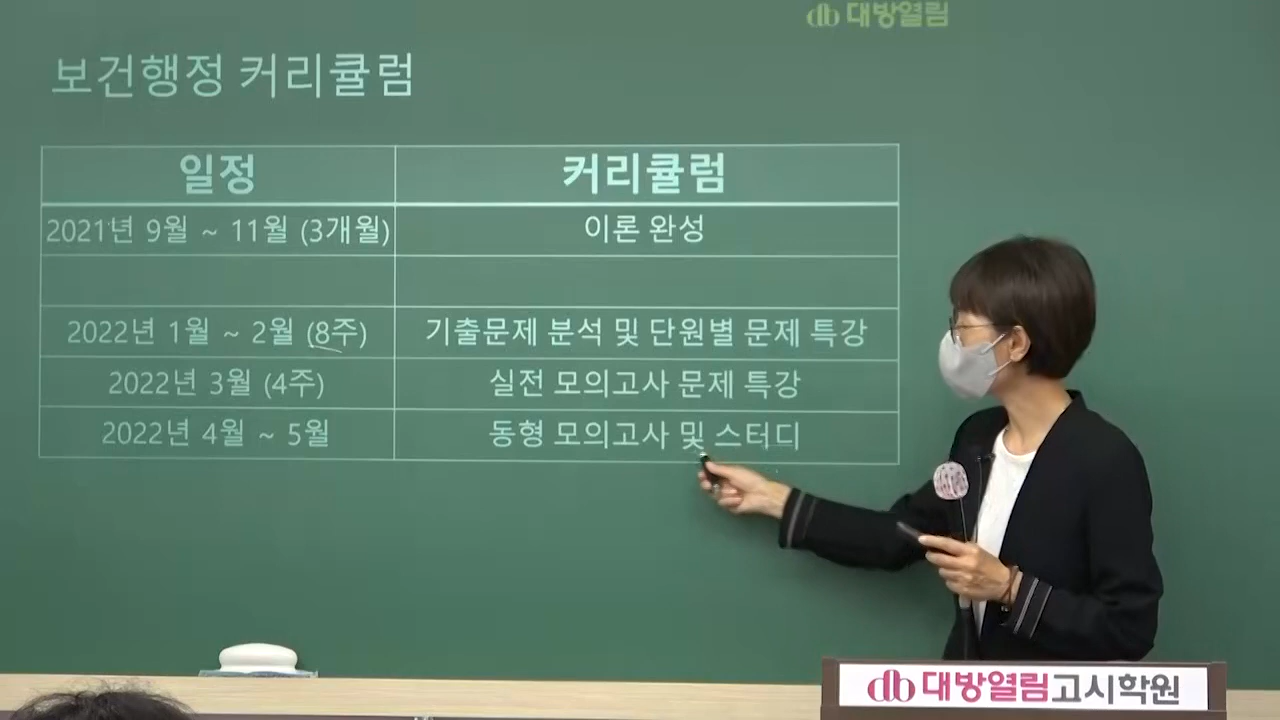 db 대방열림
보건행정 커리큘럼
일정 커리큘럼
2021년 9월 ~ 11월 (3개월) 이론 완성
2022년 1월 ~ 2월 (8주) 기출문제 분석 및 단원별 문제 특강
2022년 3월 (4주) 실전 모의고사 문제 특강
2022년 4월 ~ 5월 동형 모의고사 및 스터디
db 대방열림고시학원